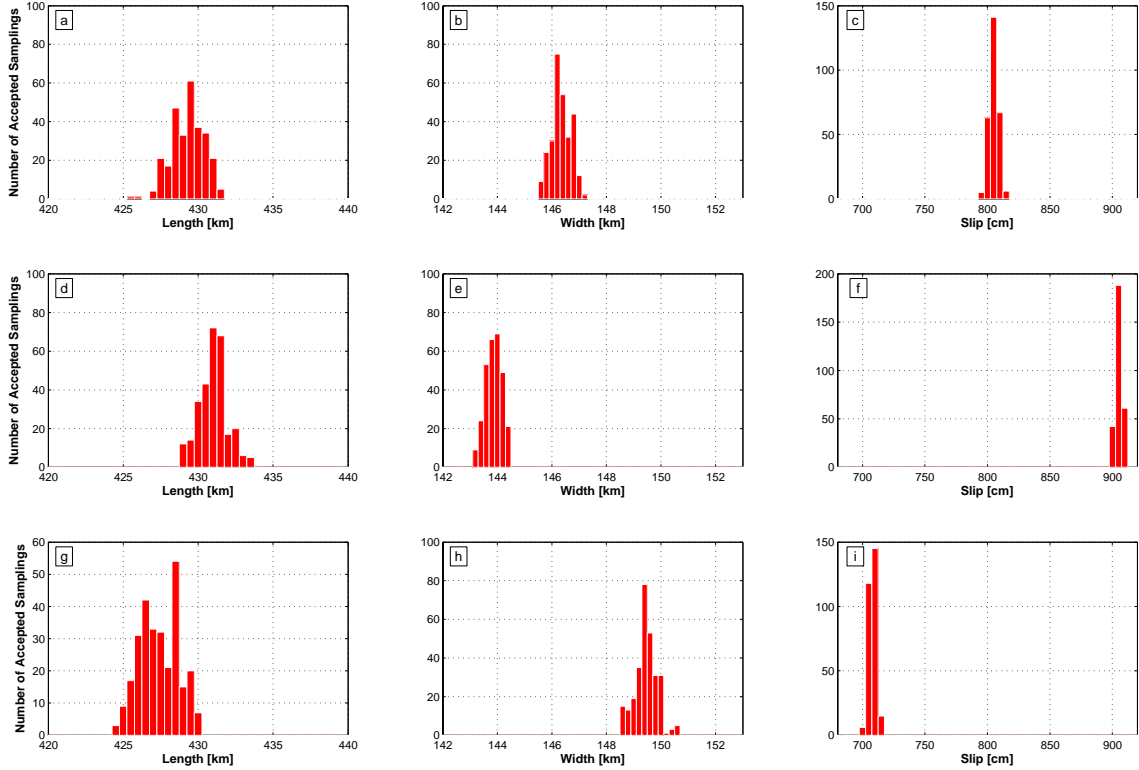 a
Number of Accepted Samplings
100
80
60
40
20
0
420 425 430 435 440
Length [km]
b
100
80
60
40
20
0
142 144 146 148 150 152
Width [km]
c
150
100
50
0
700 750 800 850 900
Slip [cm]
d
Number of Accepted Samplings
100
80
60
40
20
0
420 425 430 435 440
Length [km]
e
100
80
60
40
20
0
142 144 146 148 150 152
Width [km]
f
200
150
100
50
0
700 750 800 850 900
Slip [cm]
g
Number of Accepted Samplings
60
50
40
30
20
10
0
420 425 430 435 440
Length [km]
h
100
80
60
40
20
0
142 144 146 148 150 152
Width [km]
i
150
100
50
0
700 750 800 850 900
Slip [cm]